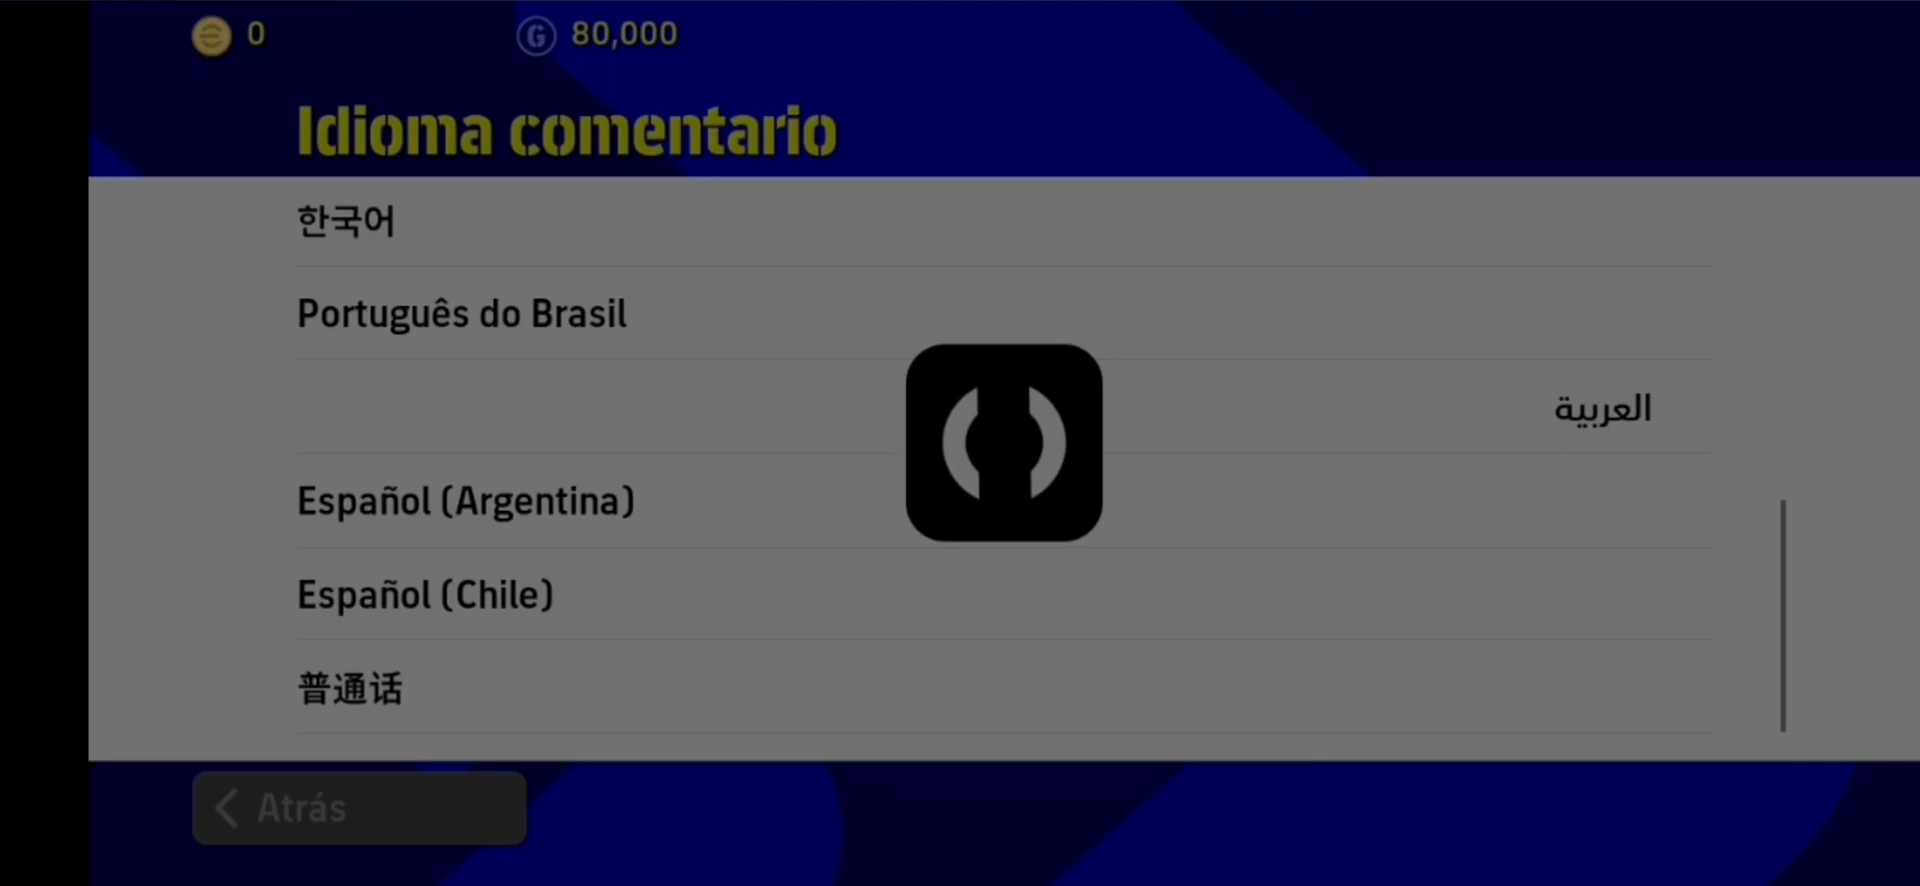 0
80,000
Idioma comentario
한국어
Português do Brasil
العربية
Español (Argentina)
Español (Chile)
普通话
Atrás